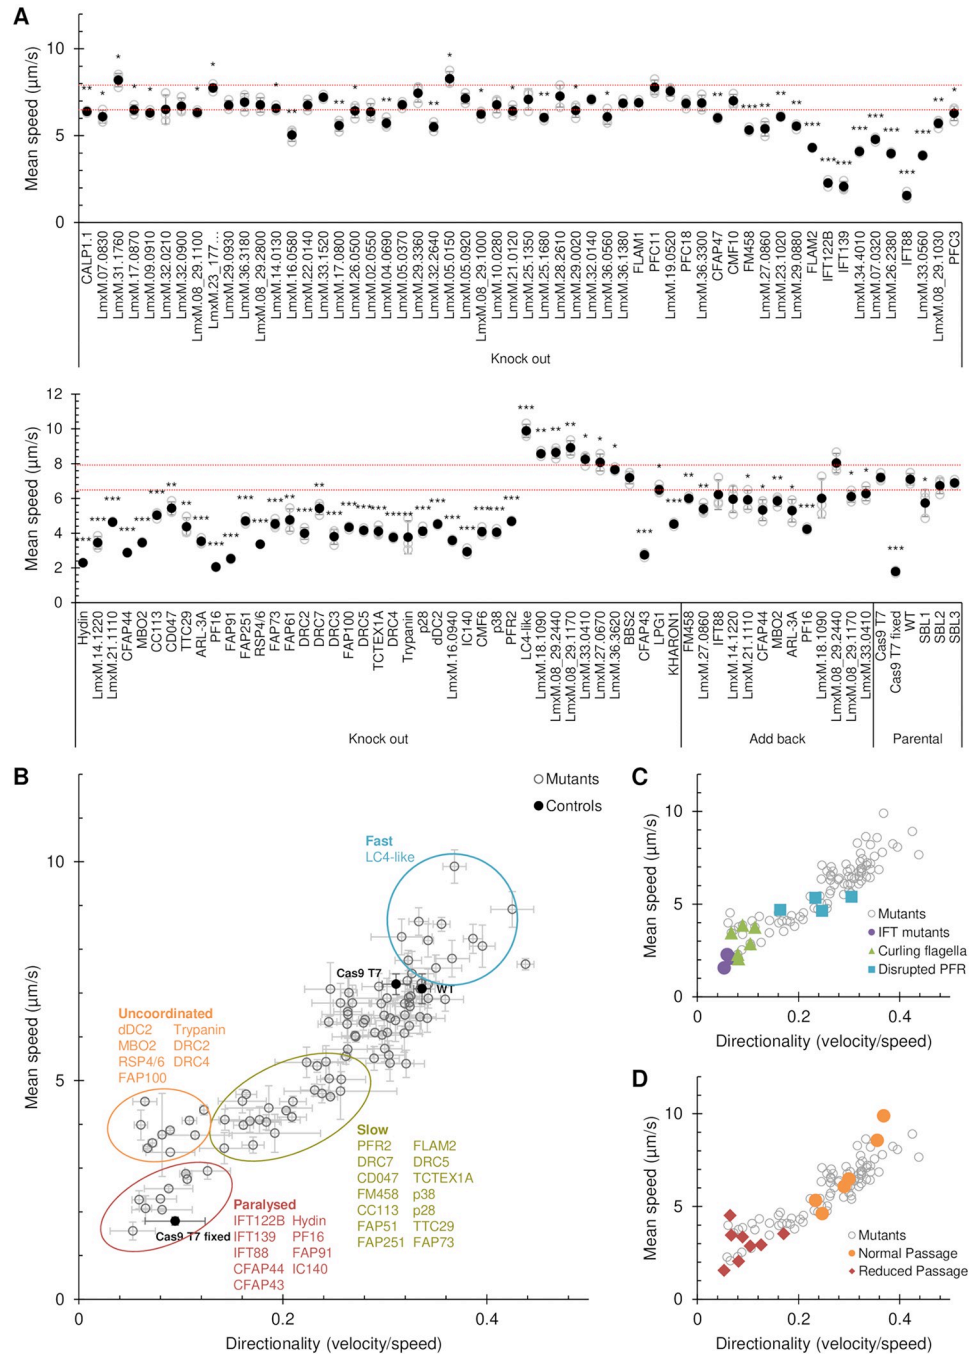 A
Mean speed (µm/s)
10
5
0
** * * * * * * * * ** ** * ** ** * * ** * ** *** ** * ** *** *** *** *** *** *** *** *** ** *
CALP1.1
LmxM.07.0830
LmxM.31.1760
LmxM.17.0870
LmxM.09.0910
LmxM.32.0210
LmxM.32.0900
LmxM.08_29.1100
LmxM.23_177...
LmxM.29.0930
LmxM.36.3180
LmxM.08_29.2800
LmxM.14.0130
LmxM.16.0580
LmxM.22.0140
LmxM.33.1520
LmxM.17.0800
LmxM.26.0500
LmxM.02.0550
LmxM.04.0690
LmxM.05.0370
LmxM.29.3360
LmxM.32.2640
LmxM.05.0150
LmxM.05.0920
LmxM.08_29.1000
LmxM.10.0280
LmxM.21.0120
LmxM.25.1350
LmxM.25.1680
LmxM.28.2610
LmxM.29.0020
LmxM.32.0140
LmxM.36.0560
LmxM.36.1380
FLAM1
PFC11
LmxM.19.0520
PFC18
LmxM.36.3300
CFAP47
CMF10
FM458
LmxM.27.0860
LmxM.23.1020
LmxM.29.0880
FLAM2
IFT122B
IFT139
LmxM.34.4010
LmxM.07.0320
LmxM.26.2380
IFT88
LmxM.33.0560
LmxM.08_29.1030
PFC3
Knock out
Mean speed (µm/s)
12
10
8
6
4
2
0
Hydin
LmxM.14.1220
LmxM.21.1110
CFAP44
MBO2
CC113
CD047
TTC29
ARL-3A
PF16
FAP91
FAP251
RSP4/6
FAP73
FAP61
DRC2
DRC7
DRC3
FAP100
DRC5
TCTEX1A
DRC4
Trypanin
p28
dDC2
LmxM.16.0940
IC140
CMF6
p38
PFR2
LC4-like
LmxM.18.1090
LmxM.08_29.2440
LmxM.08_29.1170
LmxM.33.0410
LmxM.27.0670
LmxM.36.3620
BBS2
CFAP43
LPG1
KHARON1
FM458
LmxM.27.0860
IFT88
LmxM.14.1220
LmxM.21.1110
CFAP44
MBO2
ARL-3A
PF16
LmxM.18.1090
LmxM.08_29.2440
LmxM.08_29.1170
LmxM.33.0410
Cas9 T7
Cas9 T7 fixed
WT
SBL1
SBL2
SBL3
Knock out Add back Parental
B
Mean speed (µm/s)
10
5
0
Mutants
Controls
Fast
LC4-like
Cas9 T7
WT
Uncoordinated
dDC2 Trypanin
MBO2 DRC2
RSP4/6 DRC4
FAP100
Slow
PFR2 FLAM2
DRC7 DRC5
CD047 TCTEX1A
FM458 p38
CC113 p28
FAP51 TTC29
FAP251 FAP73
Paralysed
Cas9 T7 fixed
IFT122B Hydin
IFT139 PF16
IFT88 FAP91
CFAP44 IC140
CFAP43
0 0.2 0.4
Directionality (velocity/speed)
C
Mean speed (µm/s)
10
5
0
Mutants
IFT mutants
Curling flagella
Disrupted PFR
0 0.2 0.4
Directionality (velocity/speed)
D
Mean speed (µm/s)
10
5
0
Mutants
Normal Passage
Reduced Passage
0 0.2 0.4
Directionality (velocity/speed)